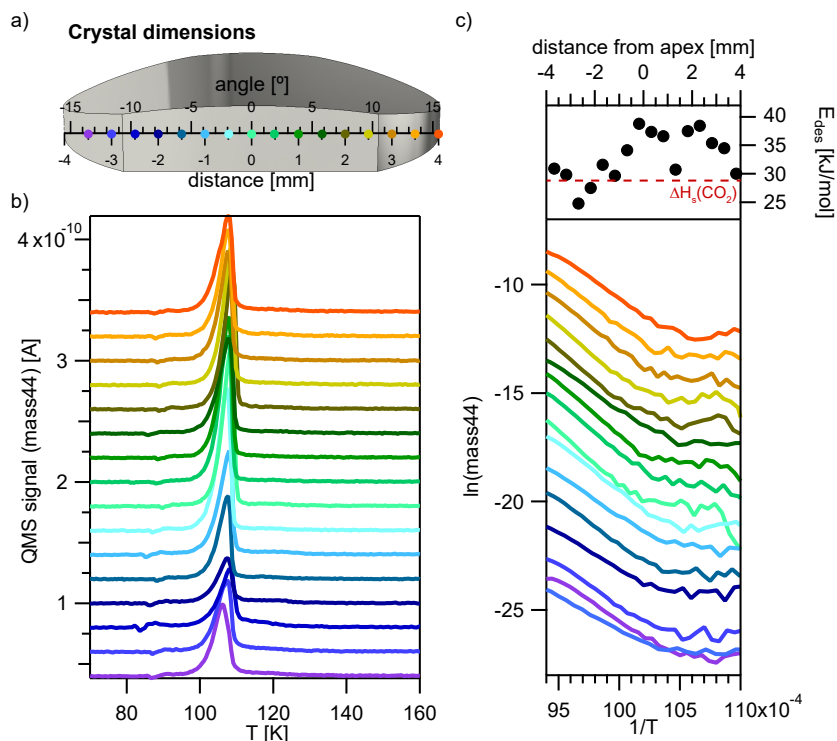 a)
Crystal dimensions
angle [º]
-15 -10 -5 0 5 10 15
-4 -3 -2 -1 0 1 2 3 4
distance [mm]
b)
QMS signal (mass44) [A]
4x10-10
3
2
1
80 100 120 140 160
T [K]
c)
distance from apex [mm]
-4 -2 0 2 4
40
35
30
25
Edes [kJ/mol]
ΔHs(CO2)
ln(mass44)
-10
-15
-20
-25
95 100 105 110x10-4
1/T